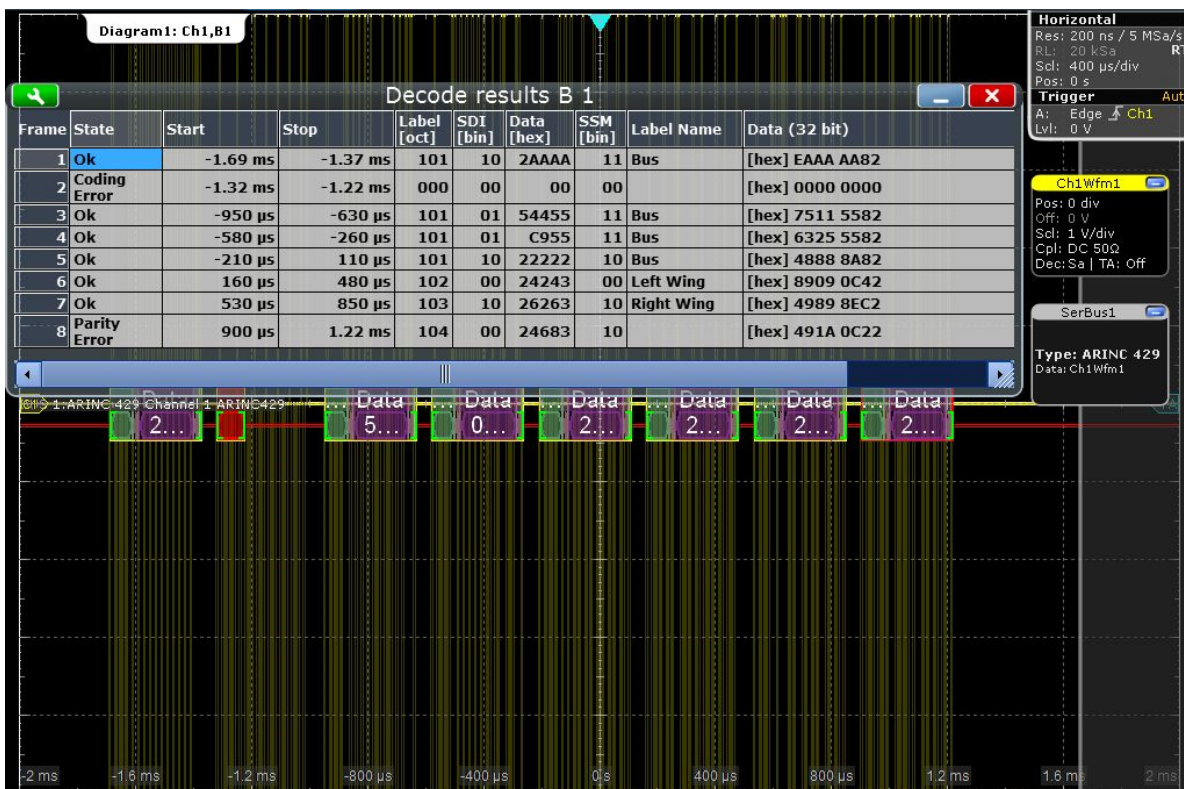 Diagram1: Ch1,B1
Horizontal
Res: 200 ns / 5 MSa/s
RL: 20 kSa RT
Scl: 400 µs/div
Pos: 0 s
Trigger Aut
A: Edge Ch1
Lvl: 0 V
Decode results B 1
Frame State Start Stop Label [oct] SDI [bin] Data [hex] SSM [bin] Label Name Data (32 bit)
1 Ok -1.69 ms -1.37 ms 101 10 2AAAA 11 Bus [hex] EAAA AA82
2 Coding Error -1.32 ms -1.22 ms 000 00 00 00 [hex] 0000 0000
3 Ok -950 µs -630 µs 101 01 54455 11 Bus [hex] 7511 5582
4 Ok -580 µs -260 µs 101 01 C955 11 Bus [hex] 6325 5582
5 Ok -210 µs 110 µs 101 10 22222 10 Bus [hex] 4888 8A82
6 Ok 160 µs 480 µs 102 00 24243 00 Left Wing [hex] 8909 0C42
7 Ok 530 µs 850 µs 103 10 26263 10 Right Wing [hex] 4989 8EC2
8 Parity Error 900 µs 1.22 ms 104 00 24683 10 [hex] 491A 0C22
Ch1Wfm1
Pos: 0 div
Off: 0 V
Scl: 1 V/div
Cpl: DC 50Ω
Dec:Sa | TA: Off
SerBus1
Type: ARINC 429
Data: Ch1Wfm1
1:ARINC 429 Channel 1 ARINC429
... Data ... Data ... Data ... Data ... Data ... Data
2... 5... 0... 2... 2... 2... 2...
-2 ms -1.6 ms -1.2 ms -800 µs -400 µs 0 s 400 µs 800 µs 1.2 ms 1.6 ms 2 ms